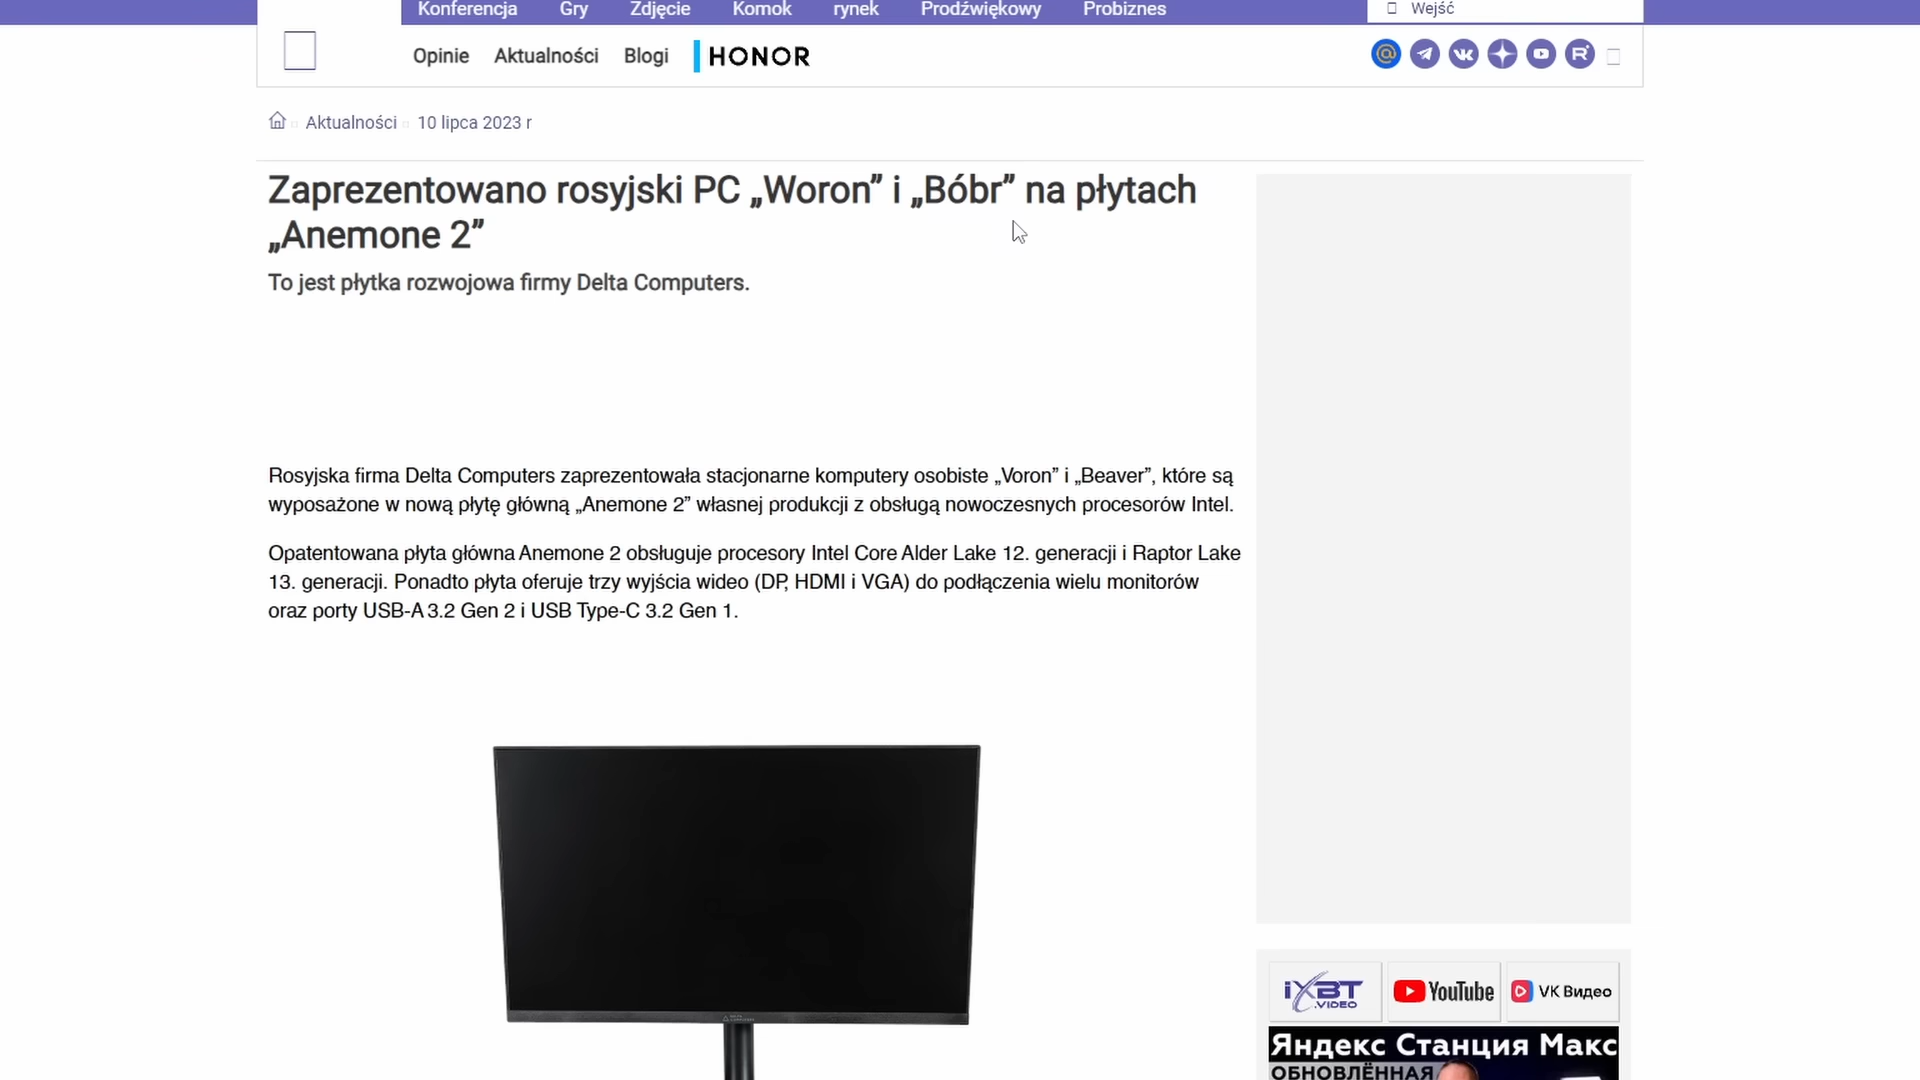 Konferencja Gry Zdjęcie Komok rynek Prodźwiękowy Probiznes Wejść
Opinie Aktualności Blogi HONOR
Aktualności 10 lipca 2023 r
Zaprezentowano rosyjski PC „Woron” i „Bóbr” na płytach
„Anemone 2”
To jest płytka rozwojowa firmy Delta Computers.
Rosyjska firma Delta Computers zaprezentowała stacjonarne komputery osobiste „Voron” i „Beaver”, które są
wyposażone w nową płytę główną „Anemone 2” własnej produkcji z obsługą nowoczesnych procesorów Intel.
Opatentowana płyta główna Anemone 2 obsługuje procesory Intel Core Alder Lake 12. generacji i Raptor Lake
13. generacji. Ponadto płyta oferuje trzy wyjścia wideo (DP, HDMI i VGA) do podłączenia wielu monitorów
oraz porty USB-A 3.2 Gen 2 i USB Type-C 3.2 Gen 1.
iXBT .VIDEO YouTube VK Видео
Яндекс Станция Макс
ОБНОВЛЁННАЯ